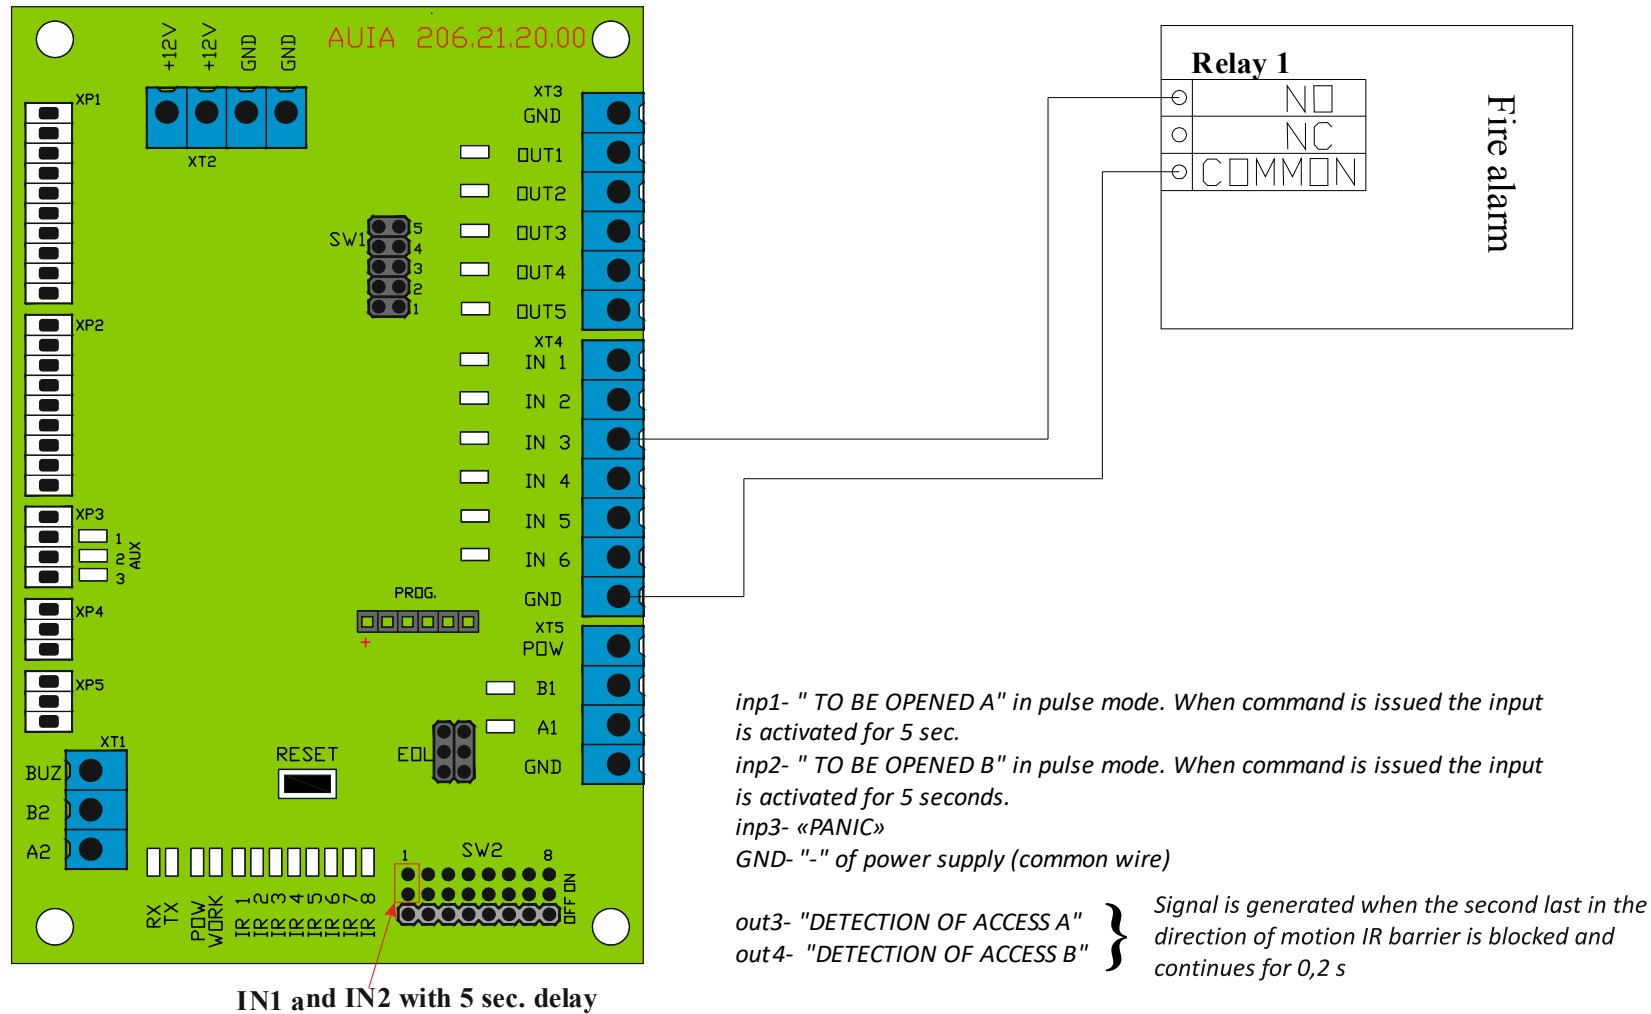 AUIA 206.21.20.00
+12V
+12V
GND
GND
XT2
XP1
XP2
XP3
1
2
3
AUX
XP4
XP5
XT1
BUZ
B2
A2
SW1
5
4
3
2
1
XT3
GND
OUT1
OUT2
OUT3
OUT4
OUT5
XT4
IN 1
IN 2
IN 3
IN 4
IN 5
IN 6
GND
XT5
POW
B1
A1
GND
PROG.
+
RESET
EOL
SW2
1
8
ON
OFF
RX
TX
POW
WORK
IR 1
IR 2
IR 3
IR 4
IR 5
IR 6
IR 7
IR 8
IN1 and IN2 with 5 sec. delay
Relay 1
NO
NC
COMMON
Fire alarm
inp1- " TO BE OPENED A" in pulse mode. When command is issued the input
is activated for 5 sec.
inp2- " TO BE OPENED B" in pulse mode. When command is issued the input
is activated for 5 seconds.
inp3- «PANIC»
GND- "-" of power supply (common wire)
out3- "DETECTION OF ACCESS A"
out4- "DETECTION OF ACCESS B"
}
Signal is generated when the second last in the
direction of motion IR barrier is blocked and
continues for 0,2 s